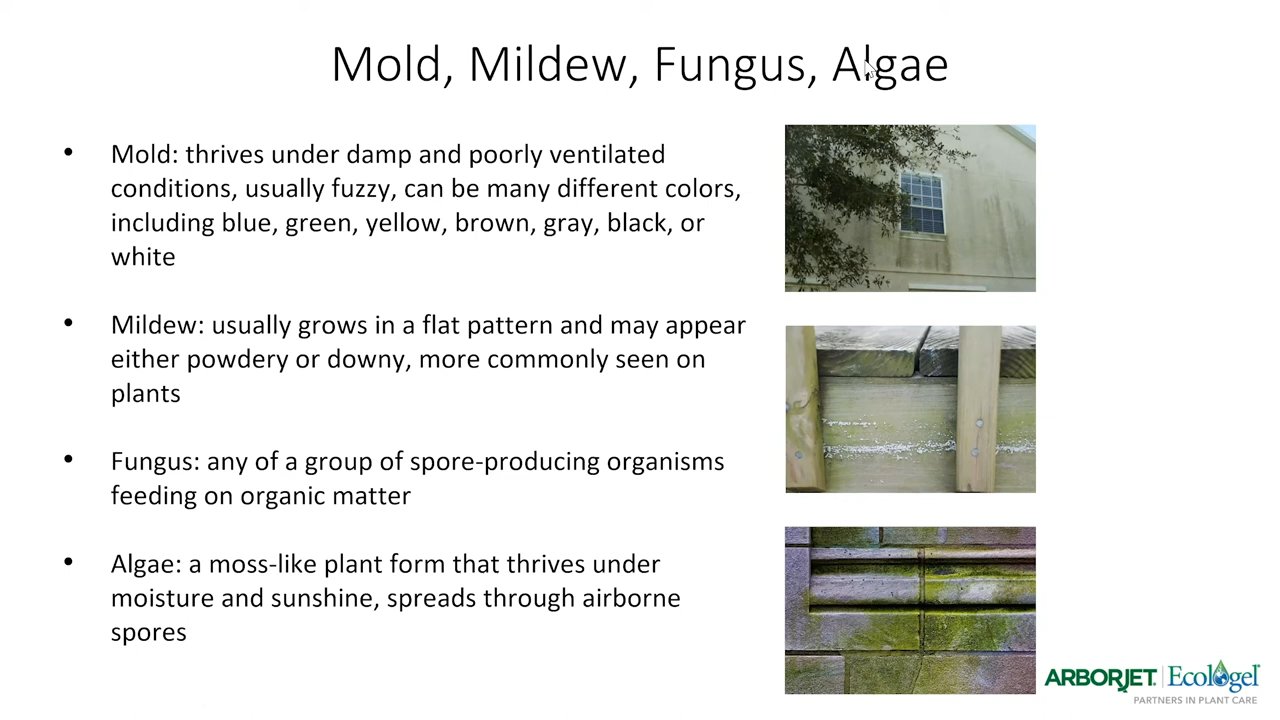 Mold, Mildew, Fungus, Algae
• Mold: thrives under damp and poorly ventilated
conditions, usually fuzzy, can be many different colors,
including blue, green, yellow, brown, gray, black, or
white
• Mildew: usually grows in a flat pattern and may appear
either powdery or downy, more commonly seen on
plants
• Fungus: any of a group of spore-producing organisms
feeding on organic matter
• Algae: a moss-like plant form that thrives under
moisture and sunshine, spreads through airborne
spores
ARBORJET | Ecologel
PARTNERS IN PLANT CARE